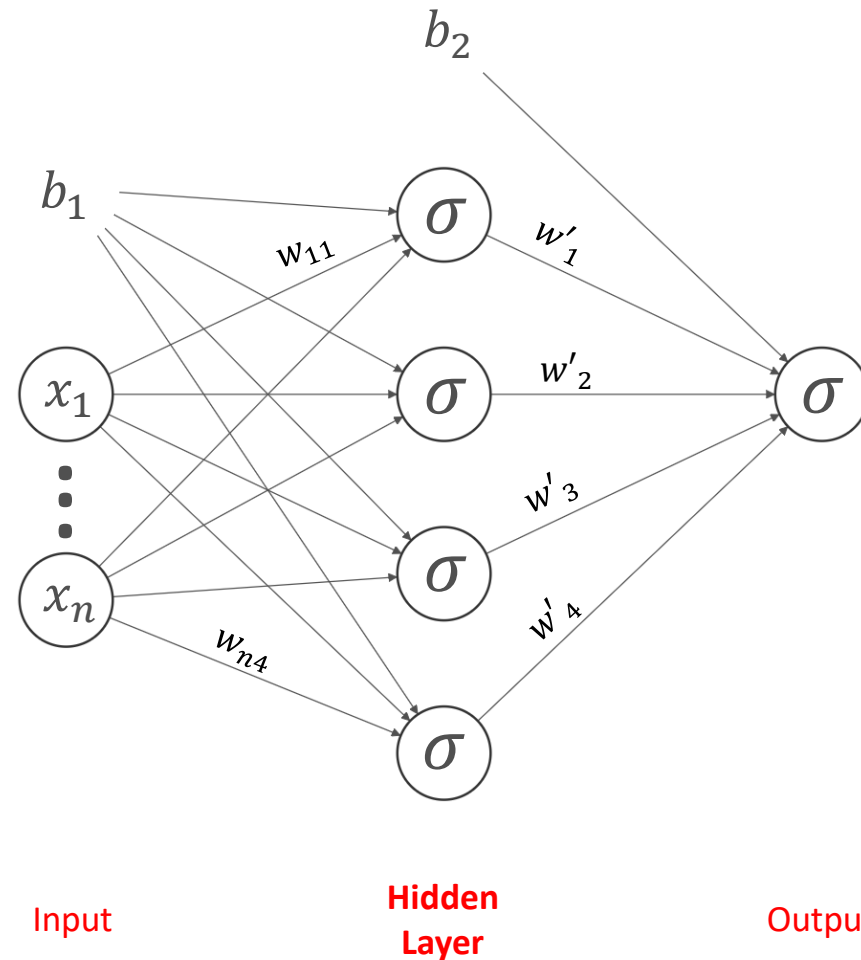 b₂
b₁
σ
w₁₁
w'₁
x₁
σ
w'₂
σ
w'₃
σ
xₙ
wₙ₄
w'₄
σ
Input
Hidden
Layer
Outpu